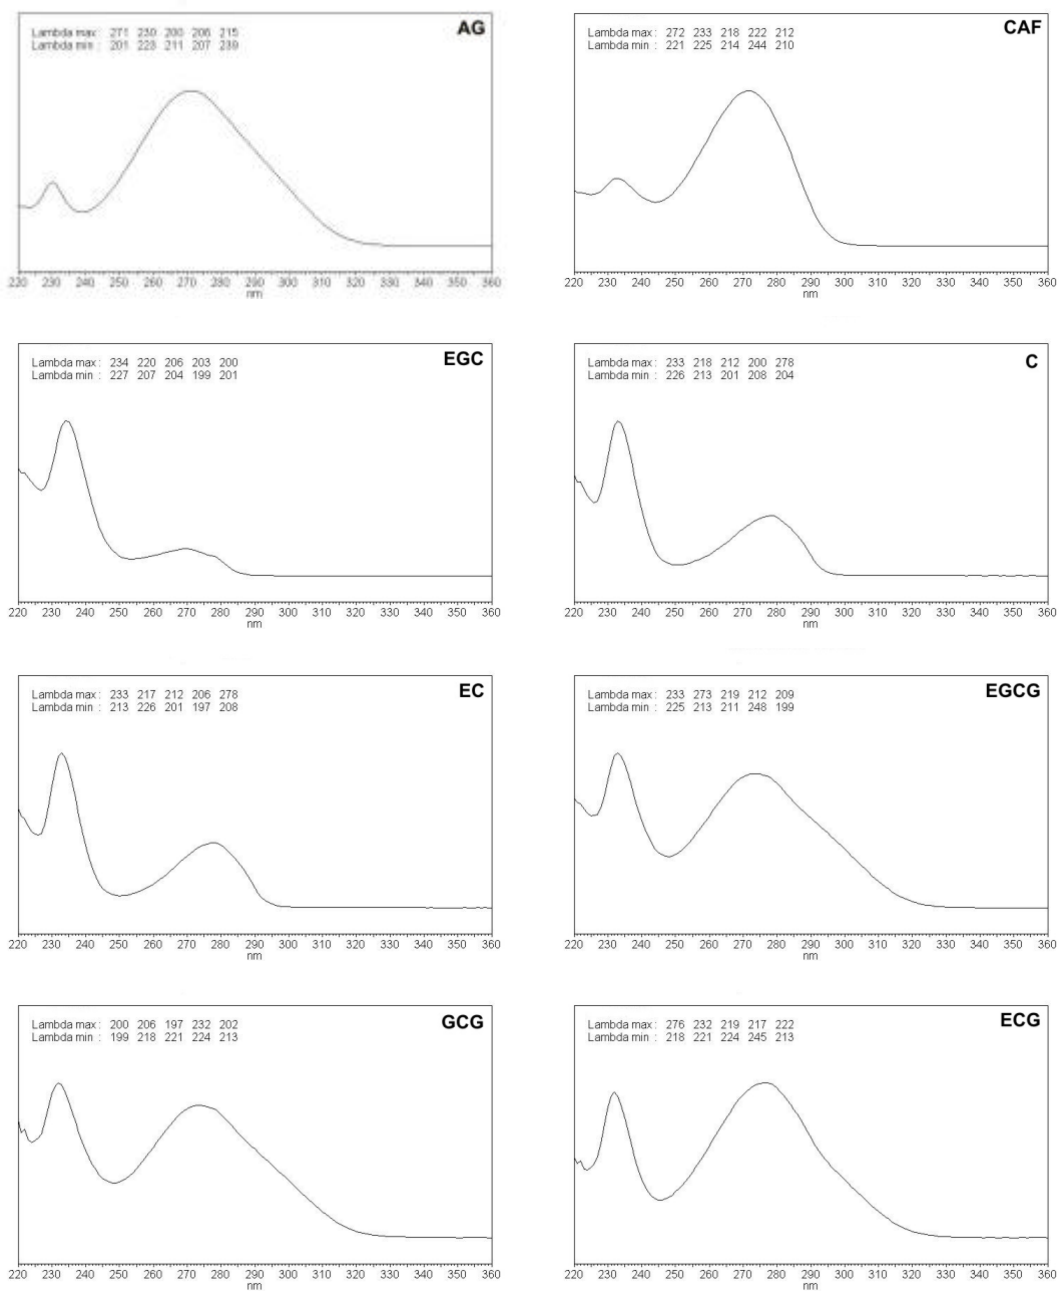 Lambda max : 271 230 200 206 215
Lambda min : 201 223 211 207 239
AG
220 230 240 250 260 270 280 290 300 310 320 330 340 350 360
nm
Lambda max : 272 233 218 222 212
Lambda min : 221 225 214 244 210
CAF
220 230 240 250 260 270 280 290 300 310 320 330 340 350 360
nm
Lambda max : 234 220 206 203 200
Lambda min : 227 207 204 199 201
EGC
220 230 240 250 260 270 280 290 300 310 320 330 340 350 360
nm
Lambda max : 233 218 212 200 278
Lambda min : 226 213 201 208 204
C
220 230 240 250 260 270 280 290 300 310 320 330 340 350 360
nm
Lambda max : 233 217 212 206 278
Lambda min : 213 226 201 197 208
EC
220 230 240 250 260 270 280 290 300 310 320 330 340 350 360
nm
Lambda max : 233 273 219 212 209
Lambda min : 225 213 211 248 199
EGCG
220 230 240 250 260 270 280 290 300 310 320 330 340 350 360
nm
Lambda max : 200 206 197 232 202
Lambda min : 199 218 221 224 213
GCG
220 230 240 250 260 270 280 290 300 310 320 330 340 350 360
nm
Lambda max : 276 232 219 217 222
Lambda min : 218 221 224 245 213
ECG
220 230 240 250 260 270 280 290 300 310 320 330 340 350 360
nm